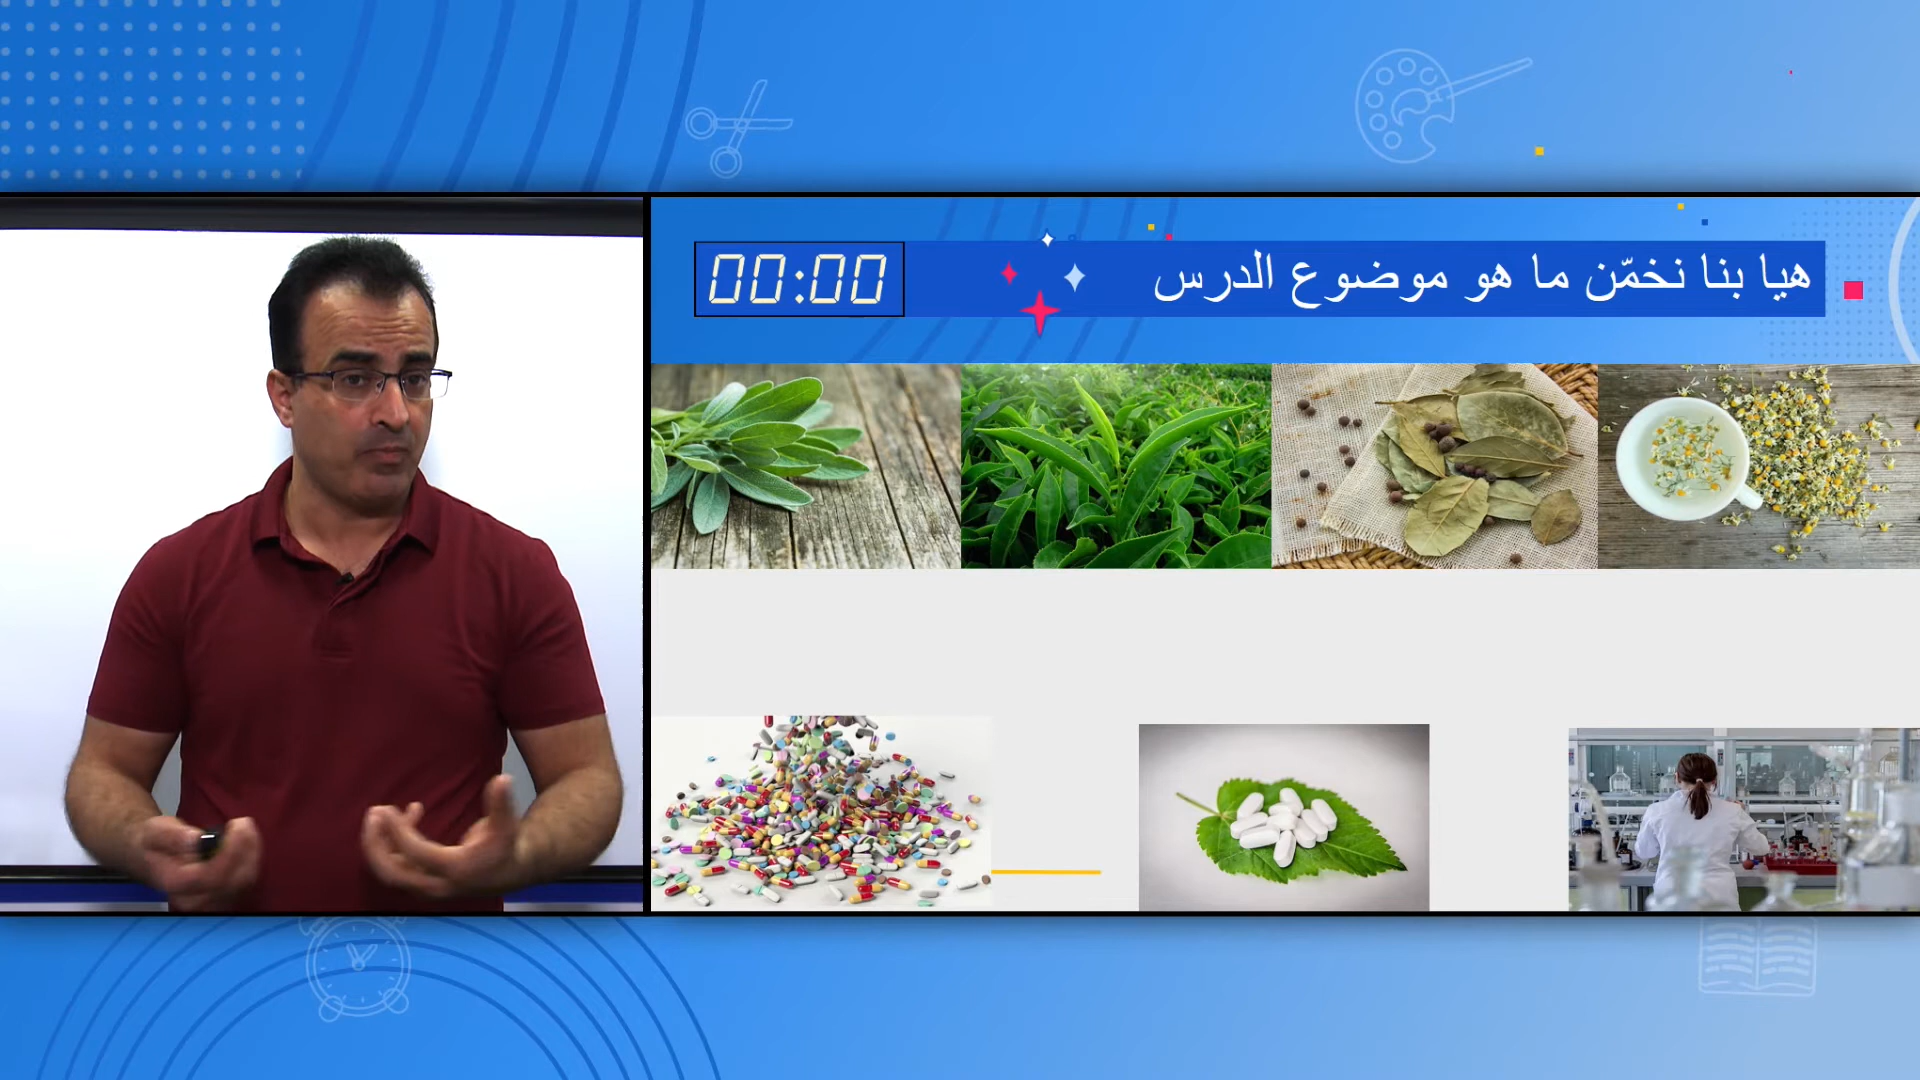 هيا بنا نخمّن ما هو موضوع الدرس
00:00